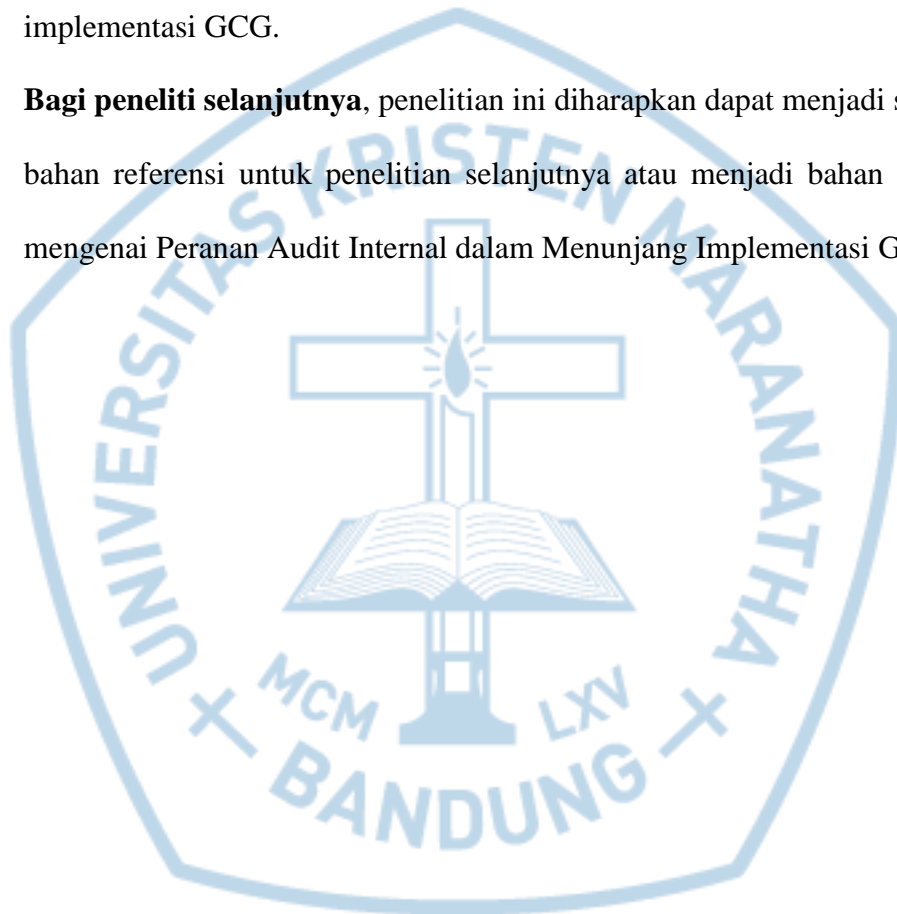 implementasi GCG.
Bagi peneliti selanjutnya, penelitian ini diharapkan dapat menjadi
bahan referensi untuk penelitian selanjutnya atau menjadi bahan
mengenai Peranan Audit Internal dalam Menunjang Implementasi
UNIVERSITAS KRISTEN MARANATHA
MCM LXV
BANDUNG